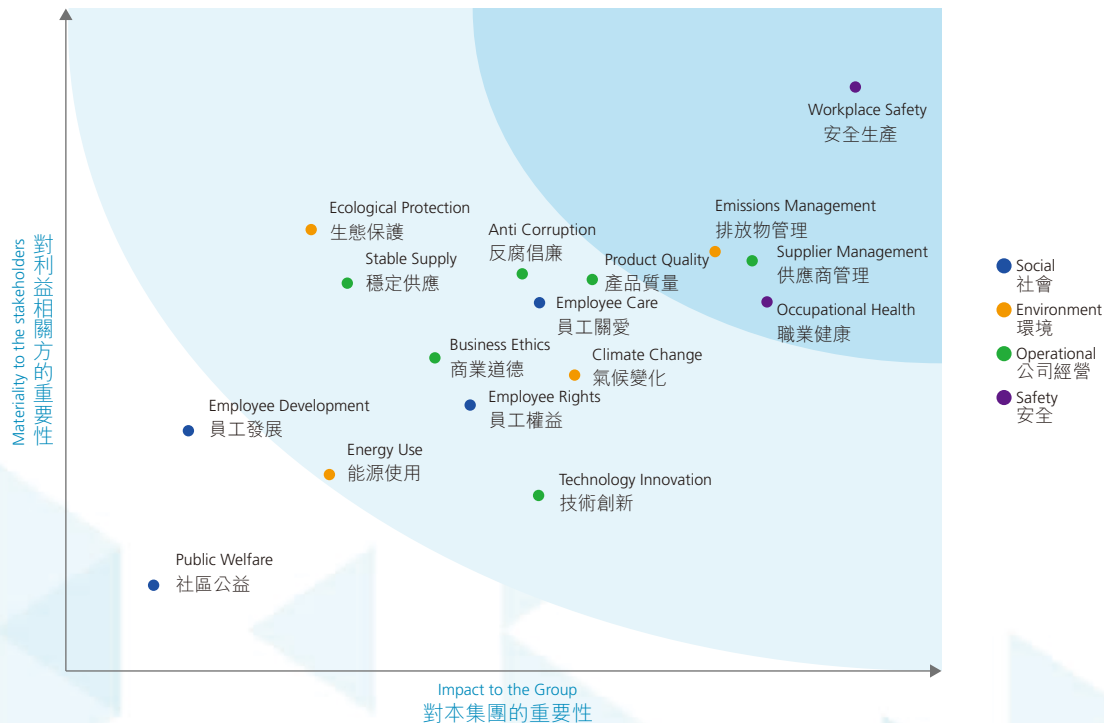 Materiality to the stakeholders
對利益相關方的重要性
Workplace Safety
安全生產
Ecological Protection
生態保護
Emissions Management
排放物管理
Anti Corruption
反腐倡廉
Stable Supply
穩定供應
Product Quality
產品質量
Supplier Management
供應商管理
Employee Care
員工關愛
Occupational Health
職業健康
Business Ethics
商業道德
Climate Change
氣候變化
Employee Rights
員工權益
Employee Development
員工發展
Energy Use
能源使用
Technology Innovation
技術創新
Public Welfare
社區公益
Social
社會
Environment
環境
Operational
公司經營
Safety
安全
Impact to the Group
對本集團的重要性